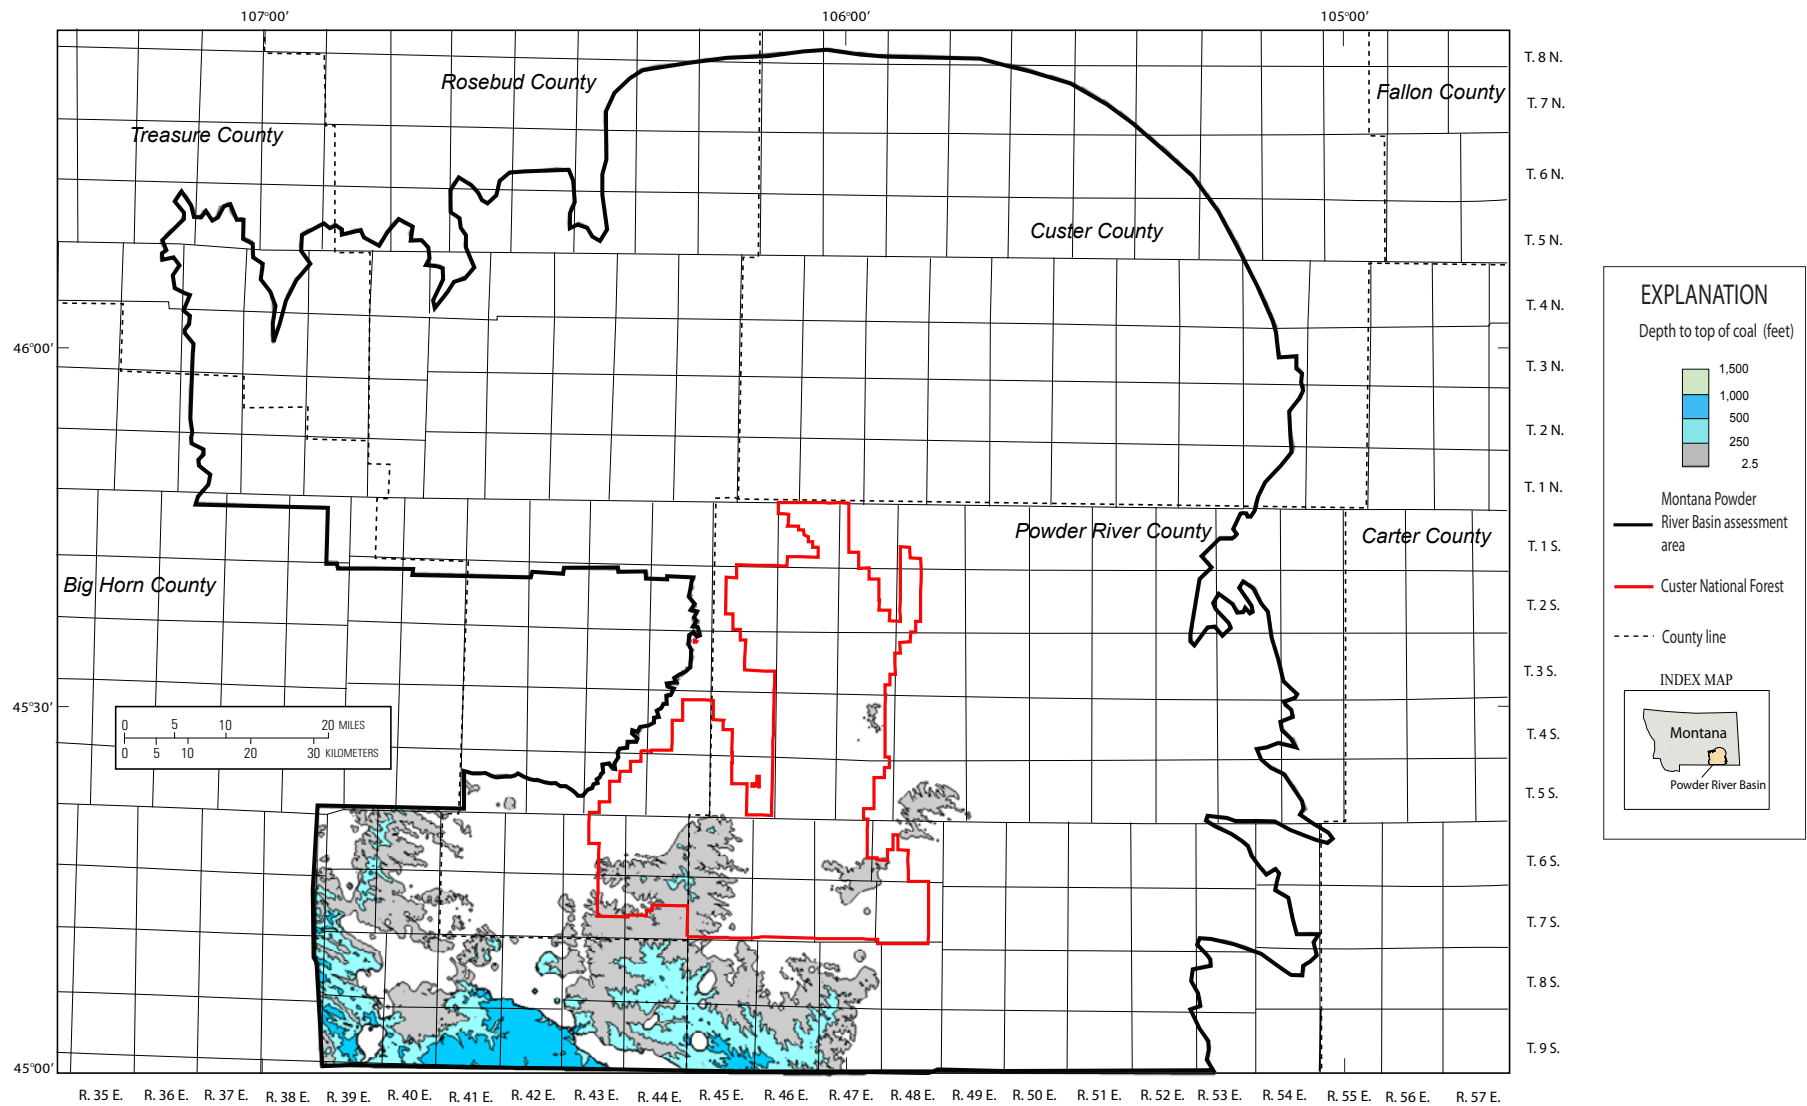 107°00′
106°00′
105°00′
Rosebud County
Treasure County
Fallon County
Custer County
Powder River County
Carter County
Big Horn County
46°00′
45°30′
45°00′
T. 8 N.
T. 7 N.
T. 6 N.
T. 5 N.
T. 4 N.
T. 3 N.
T. 2 N.
T. 1 N.
T. 1 S.
T. 2 S.
T. 3 S.
T. 4 S.
T. 5 S.
T. 6 S.
T. 7 S.
T. 8 S.
T. 9 S.
0 5 10 20 MILES
0 5 10 20 30 KILOMETERS
R. 35 E. R. 36 E. R. 37 E. R. 38 E. R. 39 E. R. 40 E. R. 41 E. R. 42 E. R. 43 E. R. 44 E. R. 45 E. R. 46 E. R. 47 E. R. 48 E. R. 49 E. R. 50 E. R. 51 E. R. 52 E. R. 53 E. R. 54 E. R. 55 E. R. 56 E. R. 57 E.
EXPLANATION
Depth to top of coal (feet)
1,500
1,000
500
250
2.5
Montana Powder
River Basin assessment
area
Custer National Forest
County line
INDEX MAP
Montana
Powder River Basin